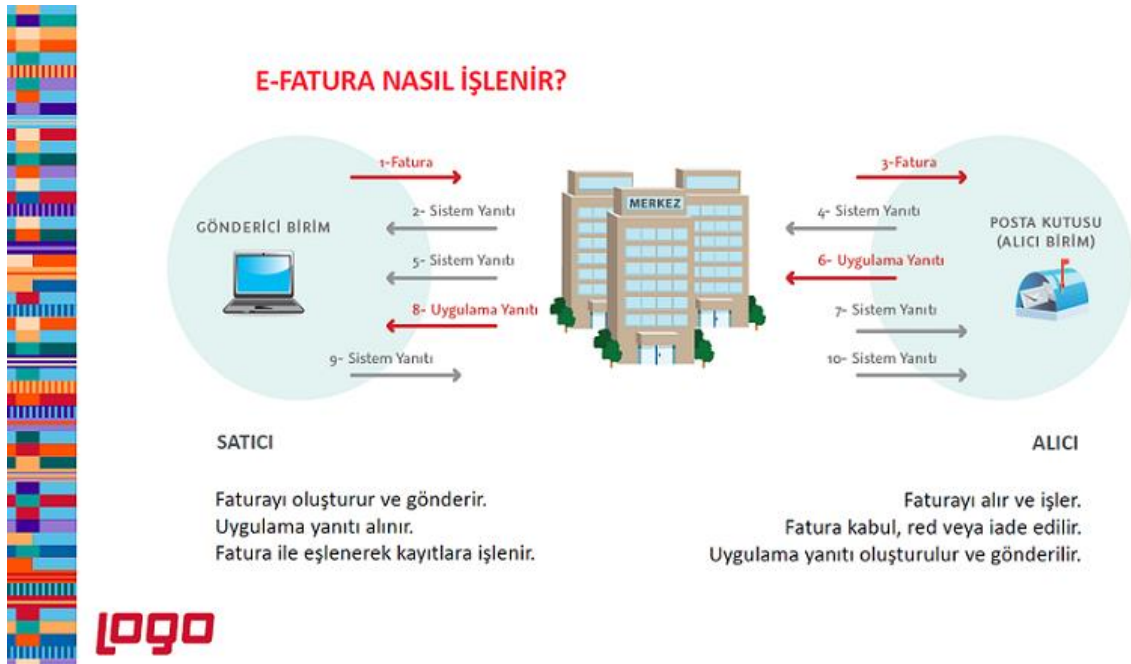 E-FATURA NASIL İŞLENİR?
1-Fatura
3-Fatura
MERKEZ
2- Sistem Yanıtı
4- Sistem Yanıtı
GÖNDERİCİ BİRİM
POSTA KUTUSU
(ALICI BİRİM)
5- Sistem Yanıtı
6- Uygulama Yanıtı
8- Uygulama Yanıtı
7- Sistem Yanıtı
9- Sistem Yanıtı
10- Sistem Yanıtı
SATICI
Faturayı oluşturur ve gönderir.
Uygulama yanıtı alınır.
Fatura ile eşlenerek kayıtlara işlenir.
ALICI
Faturayı alır ve işler.
Fatura kabul, red veya iade edilir.
Uygulama yanıtı oluşturulur ve gönderilir.
LOGO